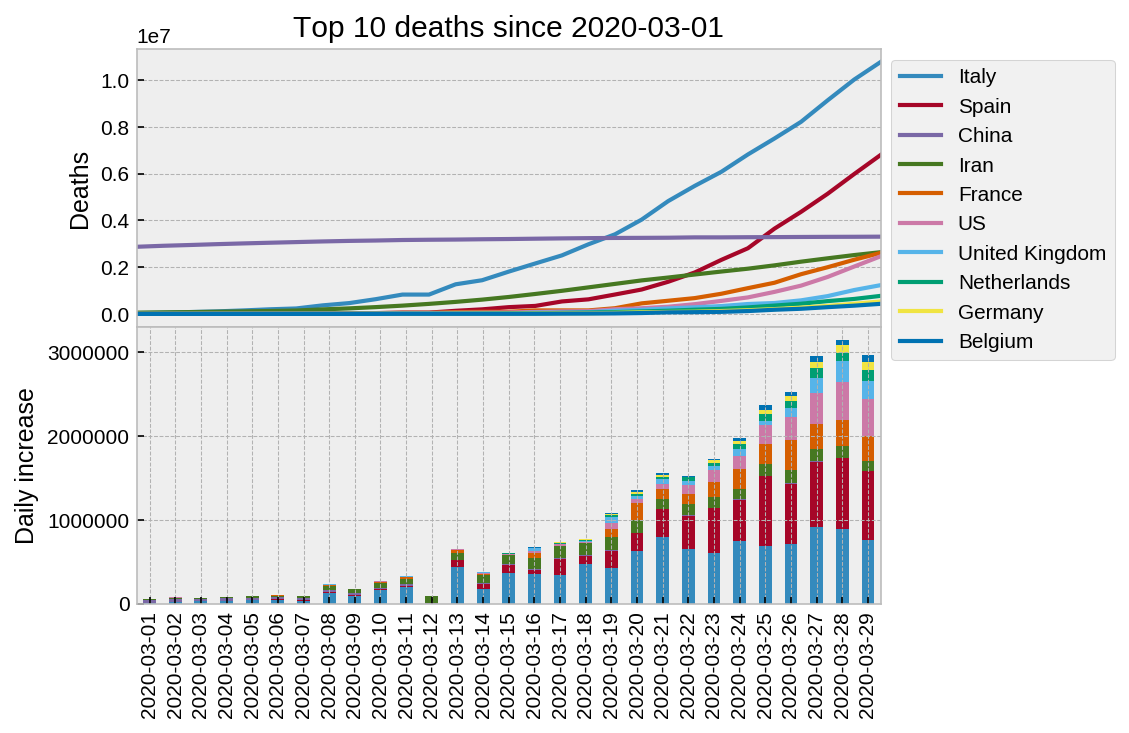 Top 10 deaths since 2020-03-01
1e7
1.0
0.8
0.6
0.4
0.2
0.0
Deaths
Italy
Spain
China
Iran
France
US
United Kingdom
Netherlands
Germany
Belgium
3000000
2000000
1000000
0
Daily increase
2020-03-01
2020-03-02
2020-03-03
2020-03-04
2020-03-05
2020-03-06
2020-03-07
2020-03-08
2020-03-09
2020-03-10
2020-03-11
2020-03-12
2020-03-13
2020-03-14
2020-03-15
2020-03-16
2020-03-17
2020-03-18
2020-03-19
2020-03-20
2020-03-21
2020-03-22
2020-03-23
2020-03-24
2020-03-25
2020-03-26
2020-03-27
2020-03-28
2020-03-29